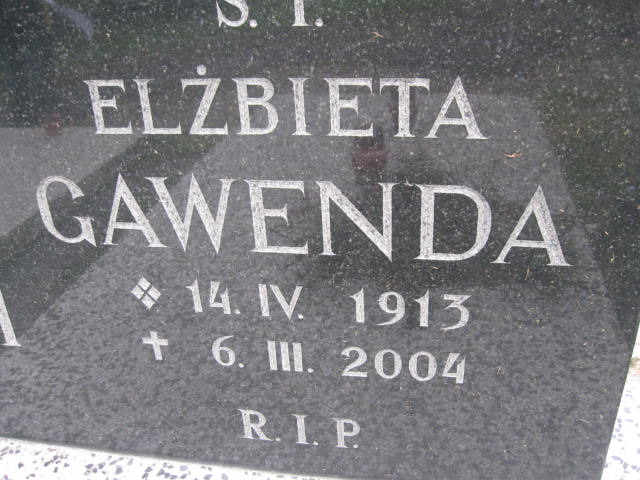 Ś. P.
ELŻBIETA
GAWENDA
14. IV. 1913
6. III. 2004
R. I. P.